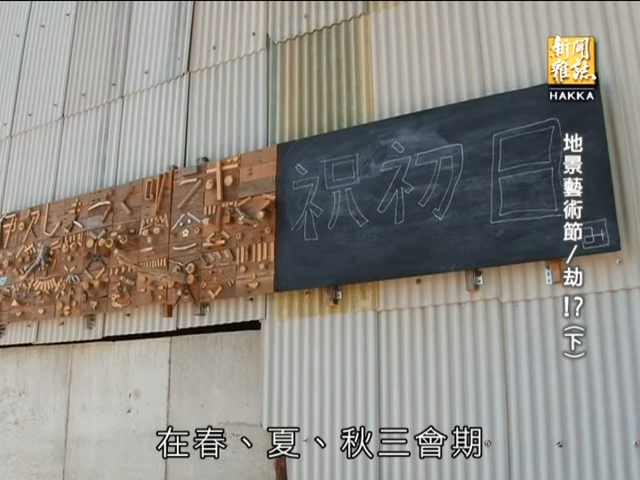 新聞
雜誌
HAKKA
地景藝術節/劫!?(下)
祝初日
在春、夏、秋三會期